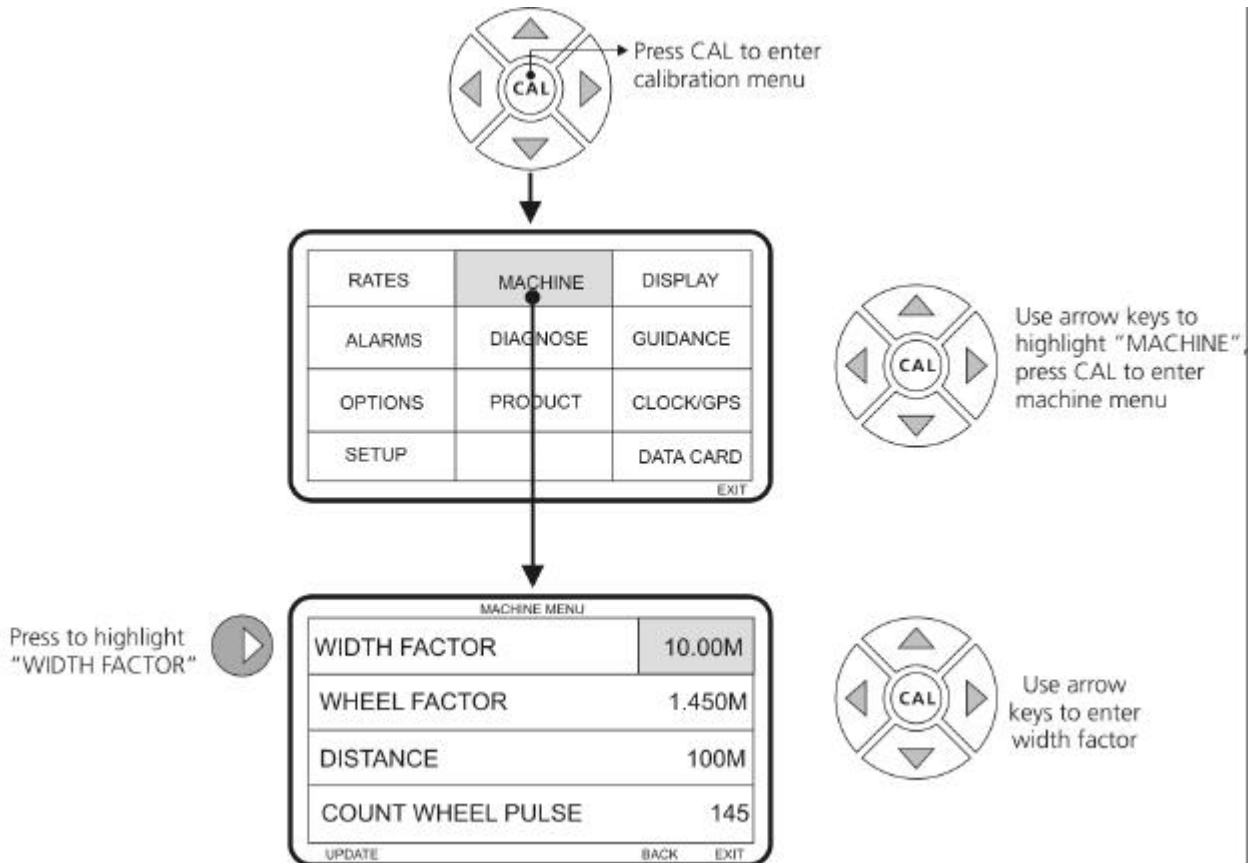 CAL
Press CAL to enter
calibration menu
RATES MACHINE DISPLAY
ALARMS DIAGNOSE GUIDANCE
OPTIONS PRODUCT CLOCK/GPS
SETUP DATA CARD
EXIT
CAL
Use arrow keys to
highlight "MACHINE",
press CAL to enter
machine menu
Press to highlight
"WIDTH FACTOR"
MACHINE MENU
WIDTH FACTOR 10.00M
WHEEL FACTOR 1.450M
DISTANCE 100M
COUNT WHEEL PULSE 145
UPDATE BACK EXIT
CAL
Use arrow
keys to enter
width factor